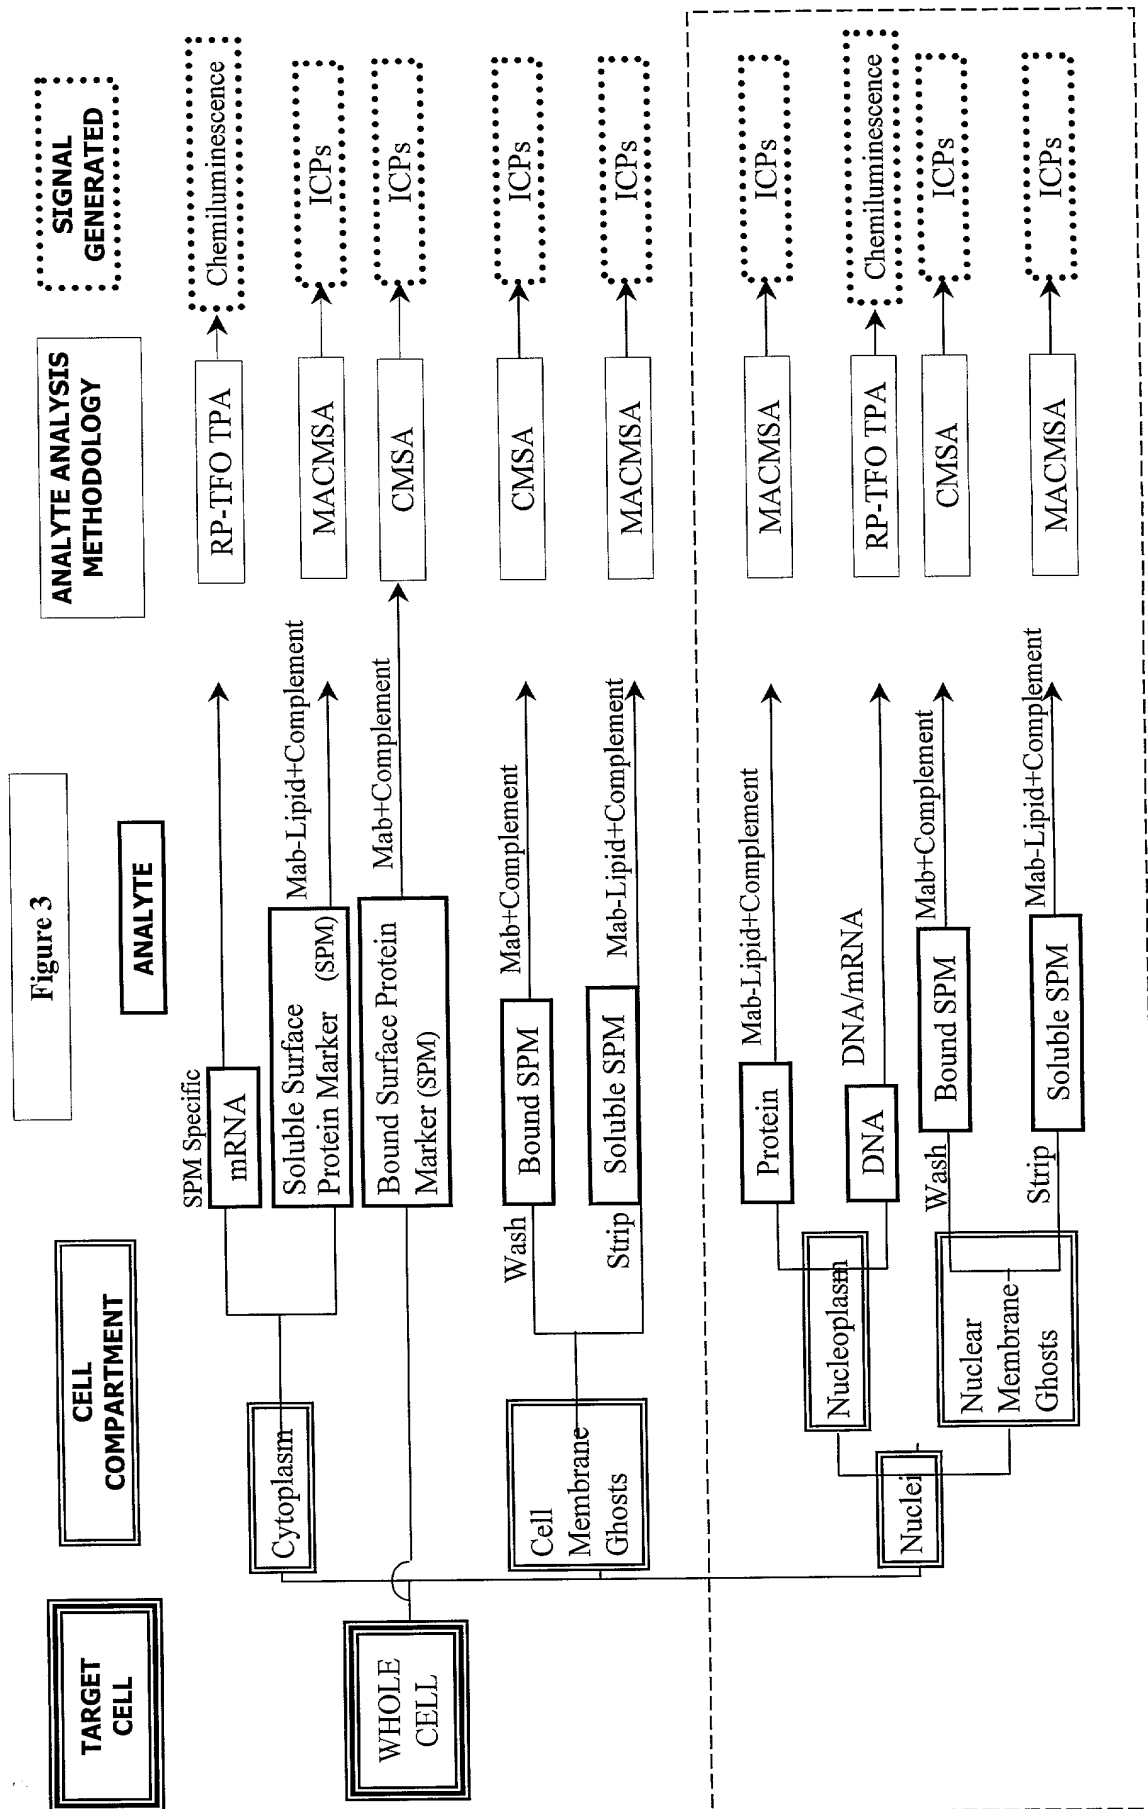 Figure 3
TARGET
CELL
CELL
COMPARTMENT
ANALYTE
ANALYTE ANALYSIS
METHODOLOGY
SIGNAL
GENERATED
WHOLE
CELL
Cytoplasm
SPM Specific
mRNA
RP-TFO TPA
Chemiluminescence
Soluble Surface
Protein Marker (SPM)
Mab-Lipid+Complement
MACMSA
ICPs
Bound Surface Protein
Marker (SPM)
Mab+Complement
CMSA
ICPs
Cell
Membrane
Ghosts
Wash
Bound SPM
Mab+Complement
CMSA
ICPs
Strip
Soluble SPM
Mab-Lipid+Complement
MACMSA
ICPs
Nuclei
Nucleoplasm
Protein
Mab-Lipid+Complement
MACMSA
ICPs
DNA
DNA/mRNA
RP-TFO TPA
Chemiluminescence
Nuclear
Membrane
Ghosts
Wash
Bound SPM
Mab+Complement
CMSA
ICPs
Strip
Soluble SPM
Mab-Lipid+Complement
MACMSA
ICPs